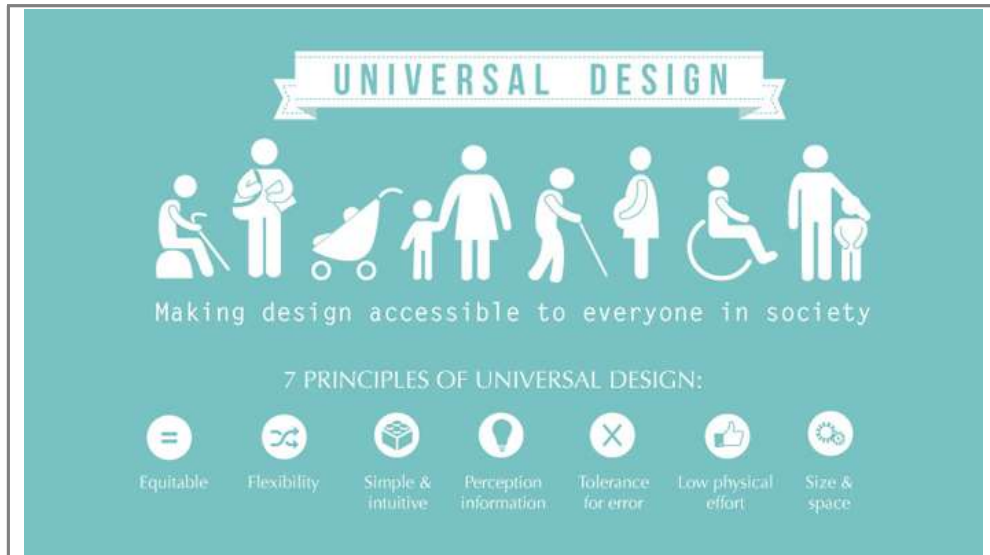 UNIVERSAL DESIGN
Making design accessible to everyone in society
7 PRINCIPLES OF UNIVERSAL DESIGN:
Equitable
Flexibility
Simple &
intuitive
Perception
information
Tolerance
for error
Low physical
effort
Size &
space